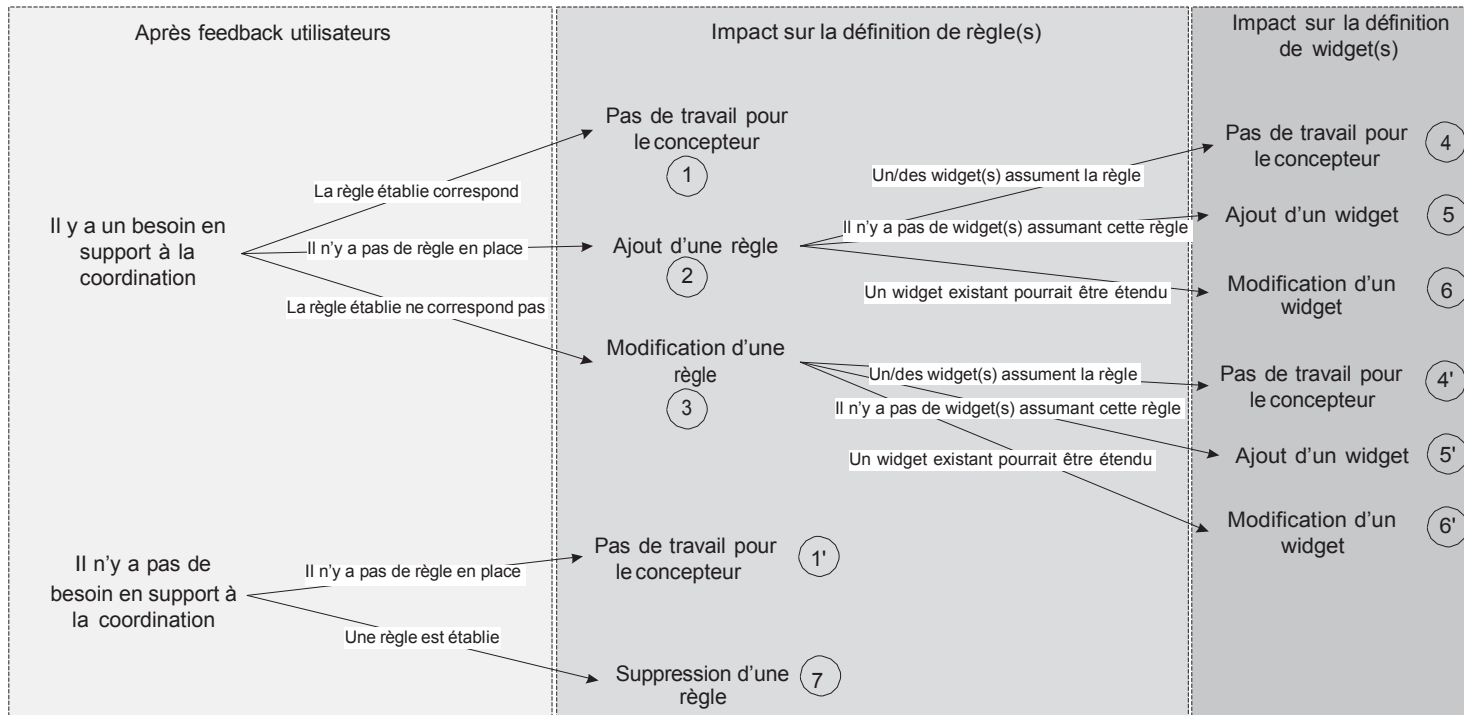 Après feedback utilisateurs
Impact sur la définition de règle(s)
Impact sur la définition
de widget(s)
Il y a un besoin en
support à la
coordination
La règle établie correspond
Il n'y a pas de règle en place
La règle établie ne correspond pas
Pas de travail pour
le concepteur
1
Ajout d'une règle
2
Modification d'une
règle
3
Un/des widget(s) assument la règle
Il n'y a pas de widget(s) assumant cette règle
Un widget existant pourrait être étendu
Pas de travail pour
le concepteur
4
Ajout d'un widget
5
Modification d'un
widget
6
Un/des widget(s) assument la règle
Il n'y a pas de widget(s) assumant cette règle
Un widget existant pourrait être étendu
Pas de travail pour
le concepteur
4'
Ajout d'un widget
5'
Modification d'un
widget
6'
Il n'y a pas de
besoin en support à
la coordination
Il n'y a pas de règle en place
Une règle est établie
Pas de travail pour
le concepteur
1'
Suppression d'une
règle
7